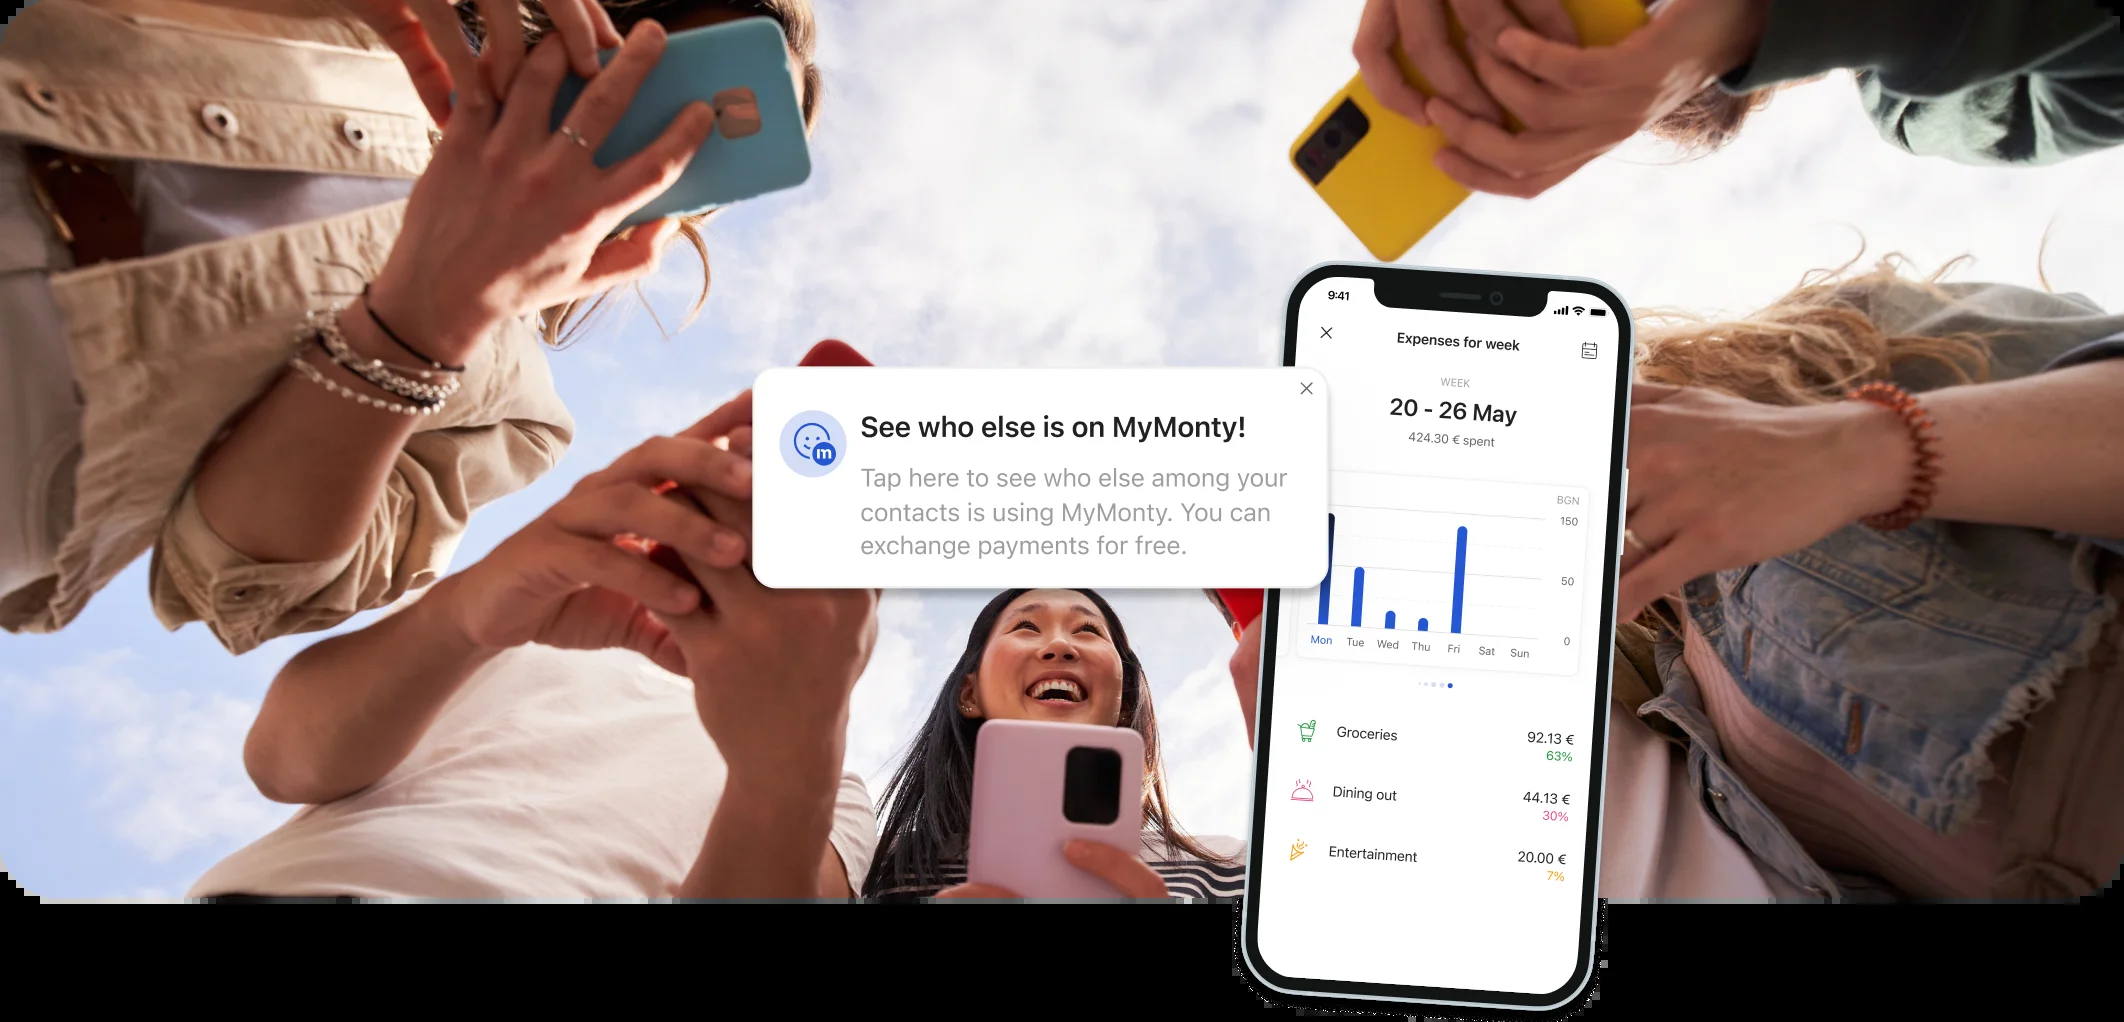 See who else is on MyMonty!
Tap here to see who else among your
contacts is using MyMonty. You can
exchange payments for free.
m
9:41
Expenses for week
WEEK
20 - 26 May
424.30 € spent
BGN
150
50
0
Mon Tue Wed Thu Fri Sat Sun
Groceries 92.13 €
63%
Dining out 44.13 €
30%
Entertainment 20.00 €
7%